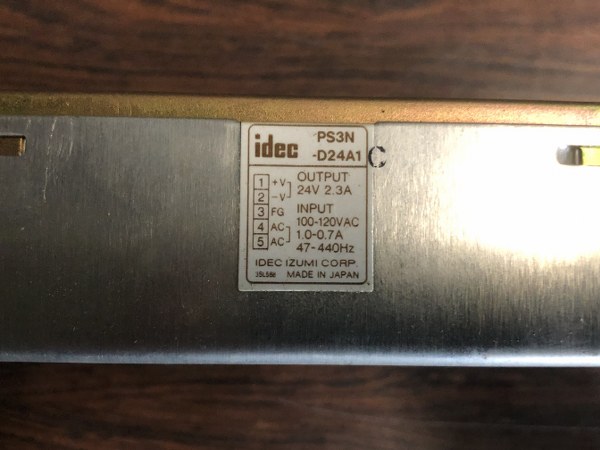 idec PS3N
-D24A1 C
1 +V OUTPUT
2 -V 24V 2.3A
3 FG INPUT
4 AC 100-120VAC
5 AC 1.0-0.7A
47-440Hz
IDEC IZUMI CORP.
MADE IN JAPAN